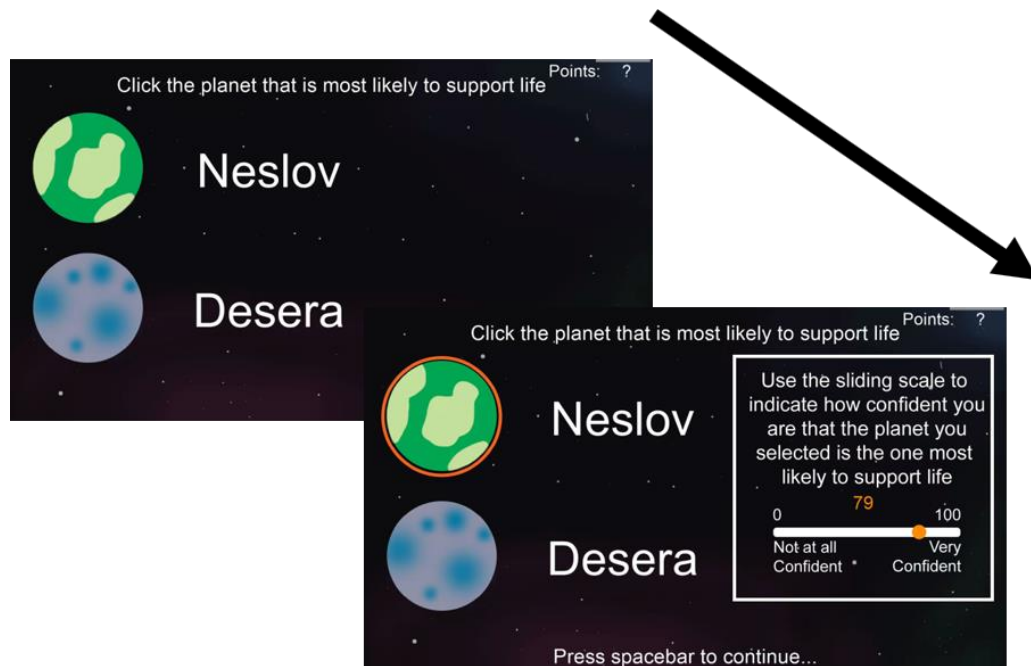 Points: ?
Click the planet that is most likely to support life
Neslov
Desera
Points: ?
Click the planet that is most likely to support life
Neslov
Desera
Use the sliding scale to
indicate how confident you
are that the planet you
selected is the one most
likely to support life
79
0 100
Not at all Very
Confident Confident
Press spacebar to continue...